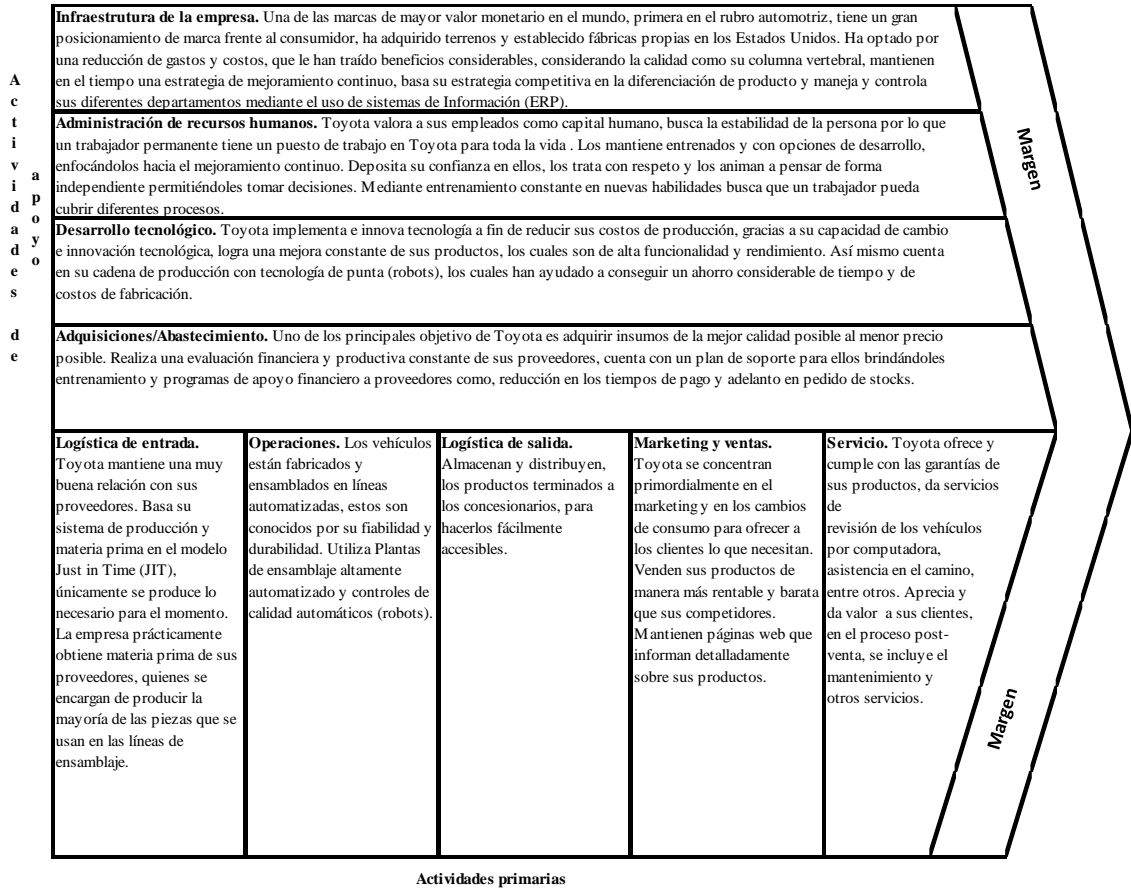 Actividades de
apoyo
Infraestrutura de la empresa. Una de las marcas de mayor valor monetario en el mundo, primera en el rubro automotriz, tiene un gran
posicionamiento de marca frente al consumidor, ha adquirido terrenos y establecido fábricas propias en los Estados Unidos. Ha optado por
una reducción de gastos y costos, que le han traído beneficios considerables, considerando la calidad como su columna vertebral, mantienen
en el tiempo una estrategia de mejoramiento continuo, basa su estrategia competitiva en la diferenciación de producto y maneja y controla
sus diferentes departamentos mediante el uso de sistemas de Información (ERP).
Administración de recursos humanos. Toyota valora a sus empleados como capital humano, busca la estabilidad de la persona por lo que
un trabajador permanente tiene un puesto de trabajo en Toyota para toda la vida . Los mantiene entrenados y con opciones de desarrollo,
enfocándolos hacia el mejoramiento continuo. Deposita su confianza en ellos, los trata con respeto y los animan a pensar de forma
independiente permitiéndoles tomar decisiones. Mediante entrenamiento constante en nuevas habilidades busca que un trabajador pueda
cubrir diferentes procesos.
Desarrollo tecnológico. Toyota implementa e innova tecnología a fin de reducir sus costos de producción, gracias a su capacidad de cambio
e innovación tecnológica, logra una mejora constante de sus productos, los cuales son de alta funcionalidad y rendimiento. Así mismo cuenta
en su cadena de producción con tecnología de punta (robots), los cuales han ayudado a conseguir un ahorro considerable de tiempo y de
costos de fabricación.
Adquisiciones/Abastecimiento. Uno de los principales objetivo de Toyota es adquirir insumos de la mejor calidad posible al menor precio
posible. Realiza una evaluación financiera y productiva constante de sus proveedores, cuenta con un plan de soporte para ellos brindándoles
entrenamiento y programas de apoyo financiero a proveedores como, reducción en los tiempos de pago y adelanto en pedido de stocks.
Margen
Logística de entrada.
Toyota mantiene una muy
buena relación con sus
proveedores. Basa su
sistema de producción y
materia prima en el modelo
Just in Time (JIT),
únicamente se produce lo
necesario para el momento.
La empresa prácticamente
obtiene materia prima de sus
proveedores, quienes se
encargan de producir la
mayoría de las piezas que se
usan en las líneas de
ensamblaje.
Operaciones. Los vehículos
están fabricados y
ensamblados en líneas
automatizadas, estos son
conocidos por su fiabilidad y
durabilidad. Utiliza Plantas
de ensamblaje altamente
automatizado y controles de
calidad automáticos (robots).
Logística de salida.
Almacenan y distribuyen,
los productos terminados a
los concesionarios, para
hacerlos fácilmente
accesibles.
Marketing y ventas.
Toyota se concentran
primordialmente en el
marketing y en los cambios
de consumo para ofrecer a
los clientes lo que necesitan.
Venden sus productos de
manera más rentable y barata
que sus competidores.
Mantienen páginas web que
informan detalladamente
sobre sus productos.
Servicio. Toyota ofrece y
cumple con las garantías de
sus productos, da servicios
de
revisión de los vehículos
por computadora,
asistencia en el camino,
entre otros. Aprecia y
da valor a sus clientes,
en el proceso post-
venta, se incluye el
mantenimiento y
otros servicios.
Margen
Actividades primarias